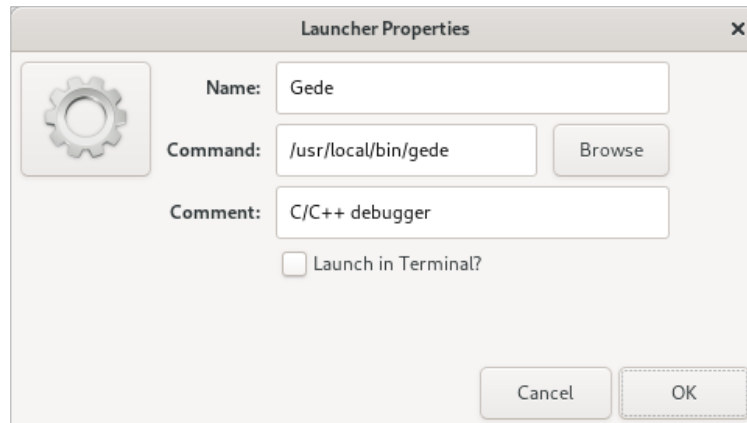 Launcher Properties
Name: Gede
Command: /usr/local/bin/gede Browse
Comment: C/C++ debugger
Launch in Terminal?
Cancel OK